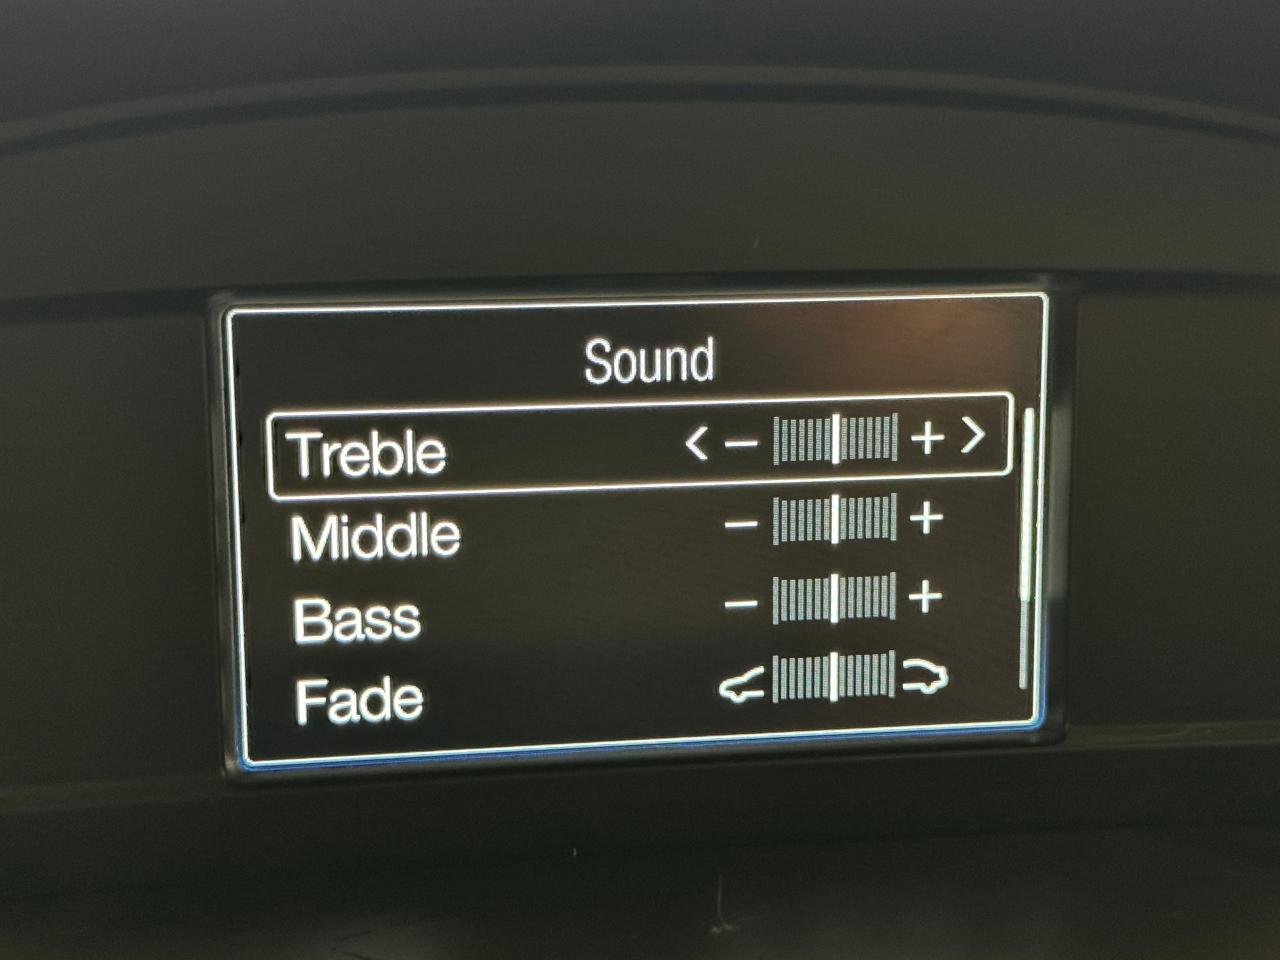 Sound
Treble < − + >
Middle − +
Bass − +
Fade